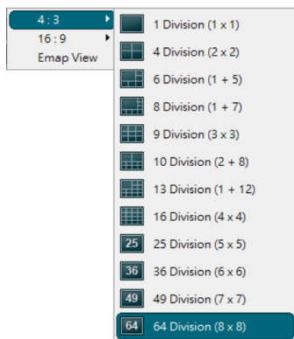 4 : 3
16 : 9
Emap View
1 Division (1 x 1)
4 Division (2 x 2)
6 Division (1 + 5)
8 Division (1 + 7)
9 Division (3 x 3)
10 Division (2 + 8)
13 Division (1 + 12)
16 Division (4 x 4)
25 25 Division (5 x 5)
36 36 Division (6 x 6)
49 49 Division (7 x 7)
64 64 Division (8 x 8)